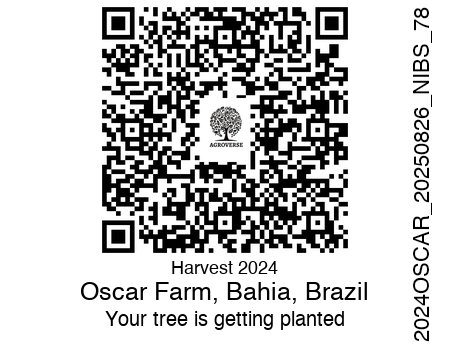 AGROVERSE
Harvest 2024
Oscar Farm, Bahia, Brazil
Your tree is getting planted
2024OSCAR_20250826_NIBS_78